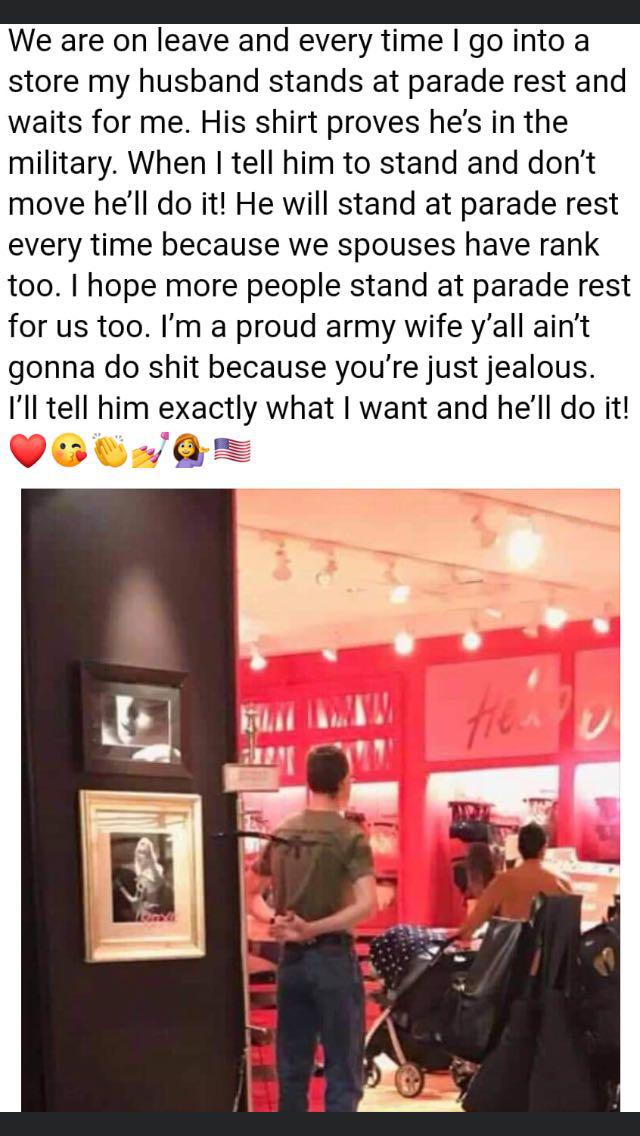 We are on leave and every time I go into a
store my husband stands at parade rest and
waits for me. His shirt proves he’s in the
military. When I tell him to stand and don’t
move he’ll do it! He will stand at parade rest
every time because we spouses have rank
too. I hope more people stand at parade rest
for us too. I’m a proud army wife y’all ain’t
gonna do shit because you’re just jealous.
I’ll tell him exactly what I want and he’ll do it!
❤️😘👏💅💁‍♀️🇺🇸